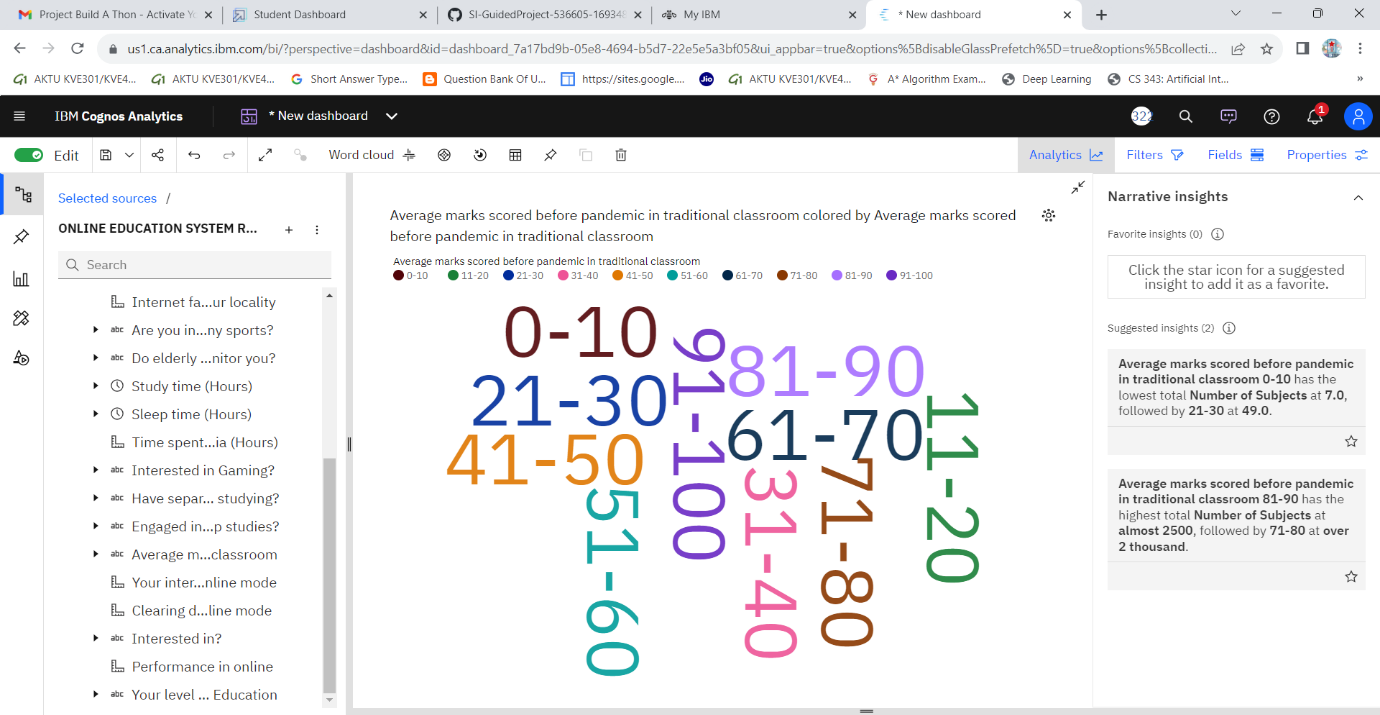 Project Build A Thon - Activate Yo
Student Dashboard
SI-GuidedProject-536605-16934
My IBM
* New dashboard
us1.ca.analytics.ibm.com/bi/?perspective=dashboard&id=dashboard_7a17bd9b-05e8-4694-b5d7-22e5e5a3bf05&ui_appbar=true&options%5BdisableGlassPrefetch%5D=true&options%5Bcollecti...
AKTU KVE301/KVE4...
AKTU KVE301/KVE4...
Short Answer Type...
Question Bank Of U...
https://sites.google....
Jio
AKTU KVE301/KVE4...
A* Algorithm Exam...
Deep Learning
CS 343: Artificial Int...
»
IBM Cognos Analytics
* New dashboard
322
1
Edit
Word cloud
Analytics
Filters
Fields
Properties
Selected sources /
ONLINE EDUCATION SYSTEM R...
Search
Internet fa...ur locality
abc Are you in...ny sports?
abc Do elderly ...nitor you?
Study time (Hours)
Sleep time (Hours)
Time spent...ia (Hours)
abc Interested in Gaming?
abc Have separ... studying?
abc Engaged in...p studies?
abc Average m...classroom
Your inter...nline mode
Clearing d...line mode
abc Interested in?
Performance in online
abc Your level ... Education
Average marks scored before pandemic in traditional classroom colored by Average marks scored
before pandemic in traditional classroom
Average marks scored before pandemic in traditional classroom
0-10 11-20 21-30 31-40 41-50 51-60 61-70 71-80 81-90 91-100
0-10
91-100
81-90
21-30
11-20
61-70
41-50
71-80
31-40
51-60
Narrative insights
Favorite insights (0)
Click the star icon for a suggested
insight to add it as a favorite.
Suggested insights (2)
Average marks scored before pandemic
in traditional classroom 0-10 has the
lowest total Number of Subjects at 7.0,
followed by 21-30 at 49.0.
Average marks scored before pandemic
in traditional classroom 81-90 has the
highest total Number of Subjects at
almost 2500, followed by 71-80 at over
2 thousand.